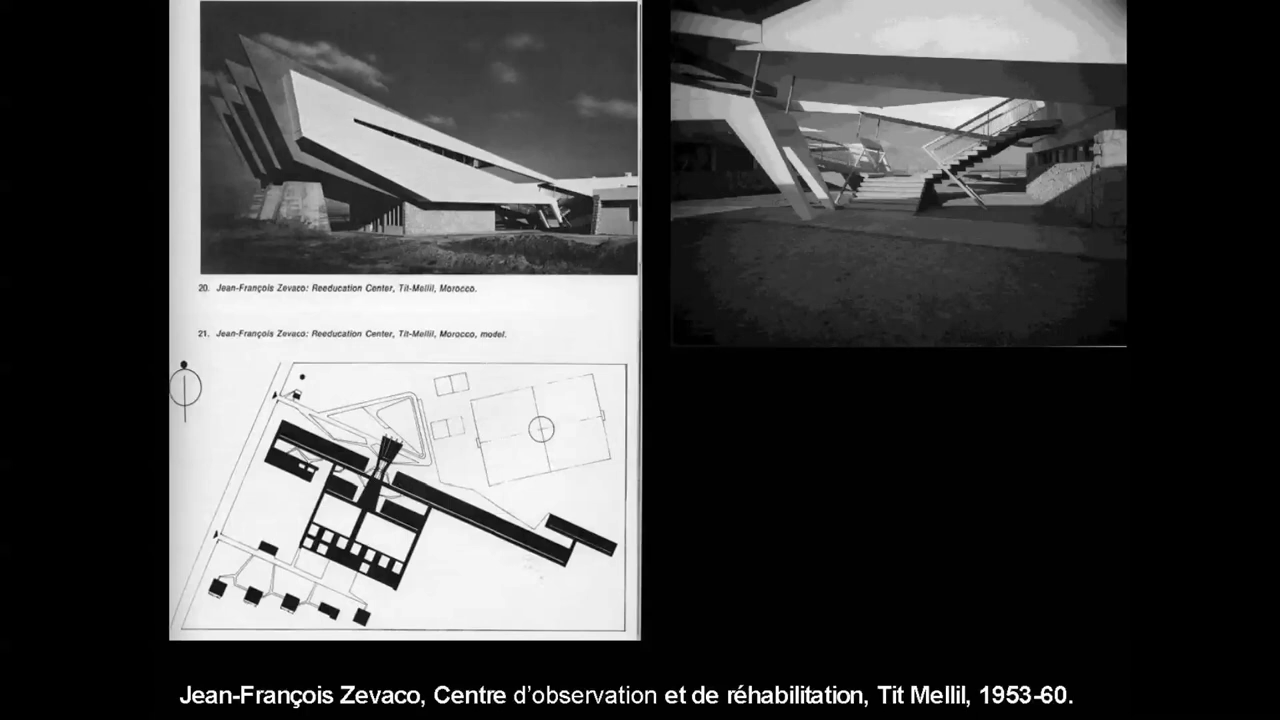 20. Jean-François Zevaco: Reeducation Center, Tit-Mellil, Morocco.
21. Jean-François Zevaco: Reeducation Center, Tit-Mellil, Morocco, model.
Jean-François Zevaco, Centre d'observation et de réhabilitation, Tit Mellil, 1953-60.